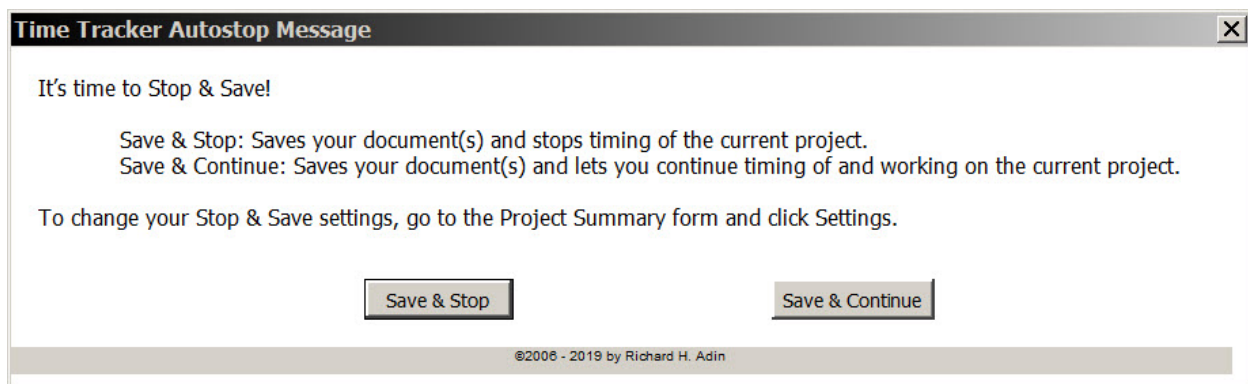 Time Tracker Autostop Message
It's time to Stop & Save!
Save & Stop: Saves your document(s) and stops timing of the current project.
Save & Continue: Saves your document(s) and lets you continue timing of and working on the current project.
To change your Stop & Save settings, go to the Project Summary form and click Settings.
Save & Stop Save & Continue
©2006 - 2019 by Richard H. Adin